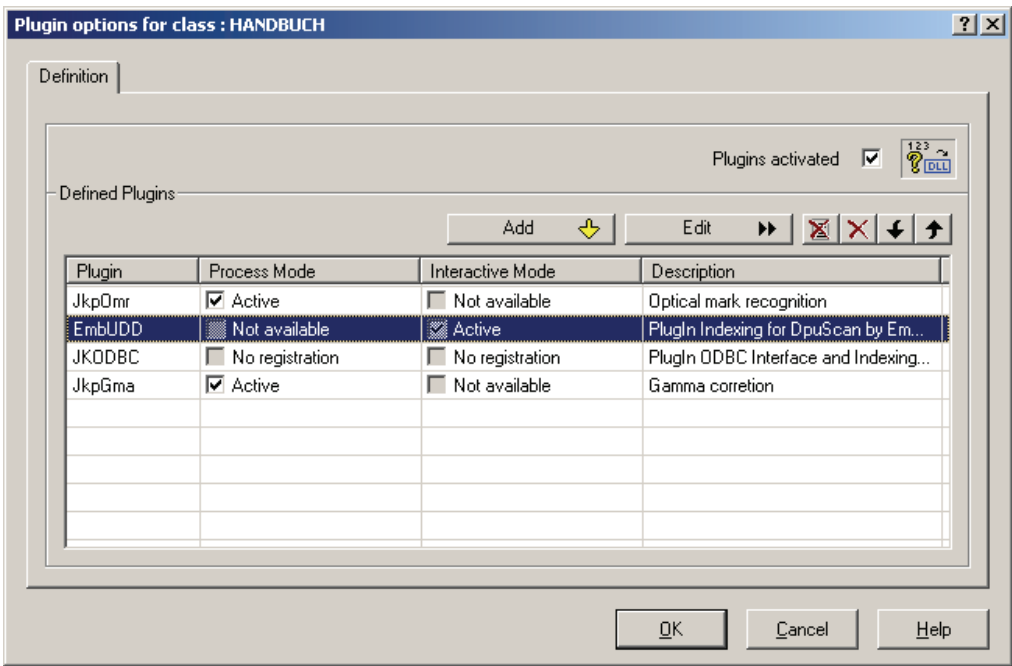 Plugin options for class : HANDBUCH ? X
Definition
Plugins activated 123 ? DLL
Defined Plugins
Add Edit
Plugin Process Mode Interactive Mode Description
JkpOmr Active Not available Optical mark recognition
EmbUDD Not available Active PlugIn Indexing for DpuScan by Em...
JKODBC No registration No registration PlugIn ODBC Interface and Indexing...
JkpGma Active Not available Gamma corretion
OK Cancel Help